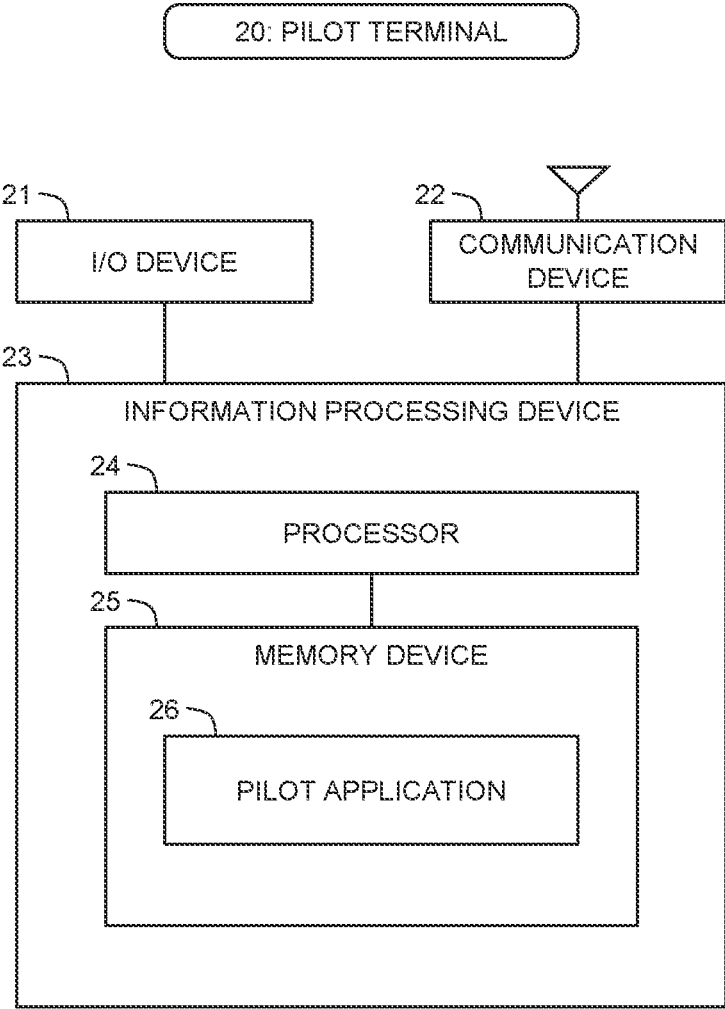 20: PILOT TERMINAL
21
22
I/O DEVICE
COMMUNICATION
DEVICE
23
INFORMATION PROCESSING DEVICE
24
PROCESSOR
25
MEMORY DEVICE
26
PILOT APPLICATION